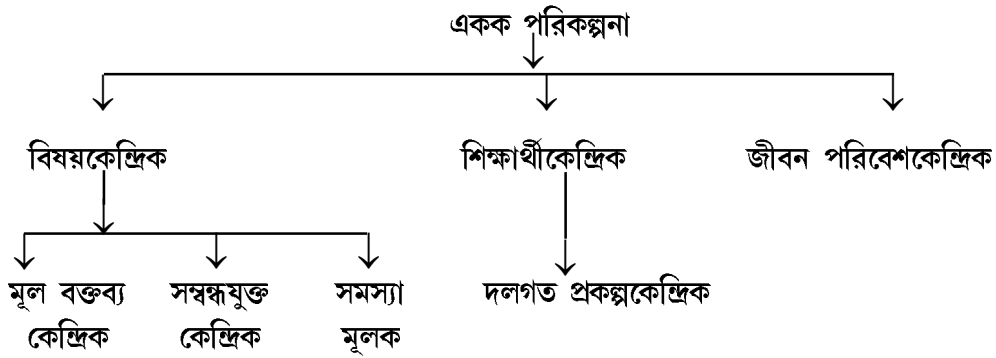 একক পরিকল্পনা
বিষয়কেন্দ্রিক শিক্ষার্থীকেন্দ্রিক জীবন পরিবেশকেন্দ্রিক
মূল বক্তব্য সম্বন্ধযুক্ত সমস্যা দলগত প্রকল্পকেন্দ্রিক
কেন্দ্রিক কেন্দ্রিক মূলক